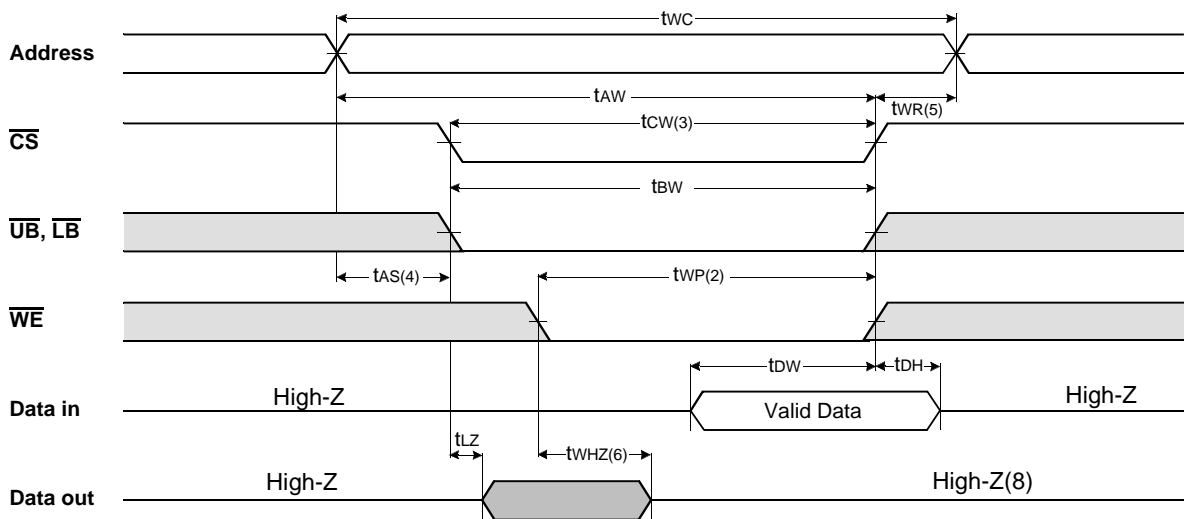 tWC
Address
tAW
tWR(5)
CS
tCW(3)
tBW
UB, LB
tAS(4)
tWP(2)
WE
tDW
tDH
Data in
High-Z
Valid Data
High-Z
tLZ
tWHZ(6)
Data out
High-Z
High-Z(8)